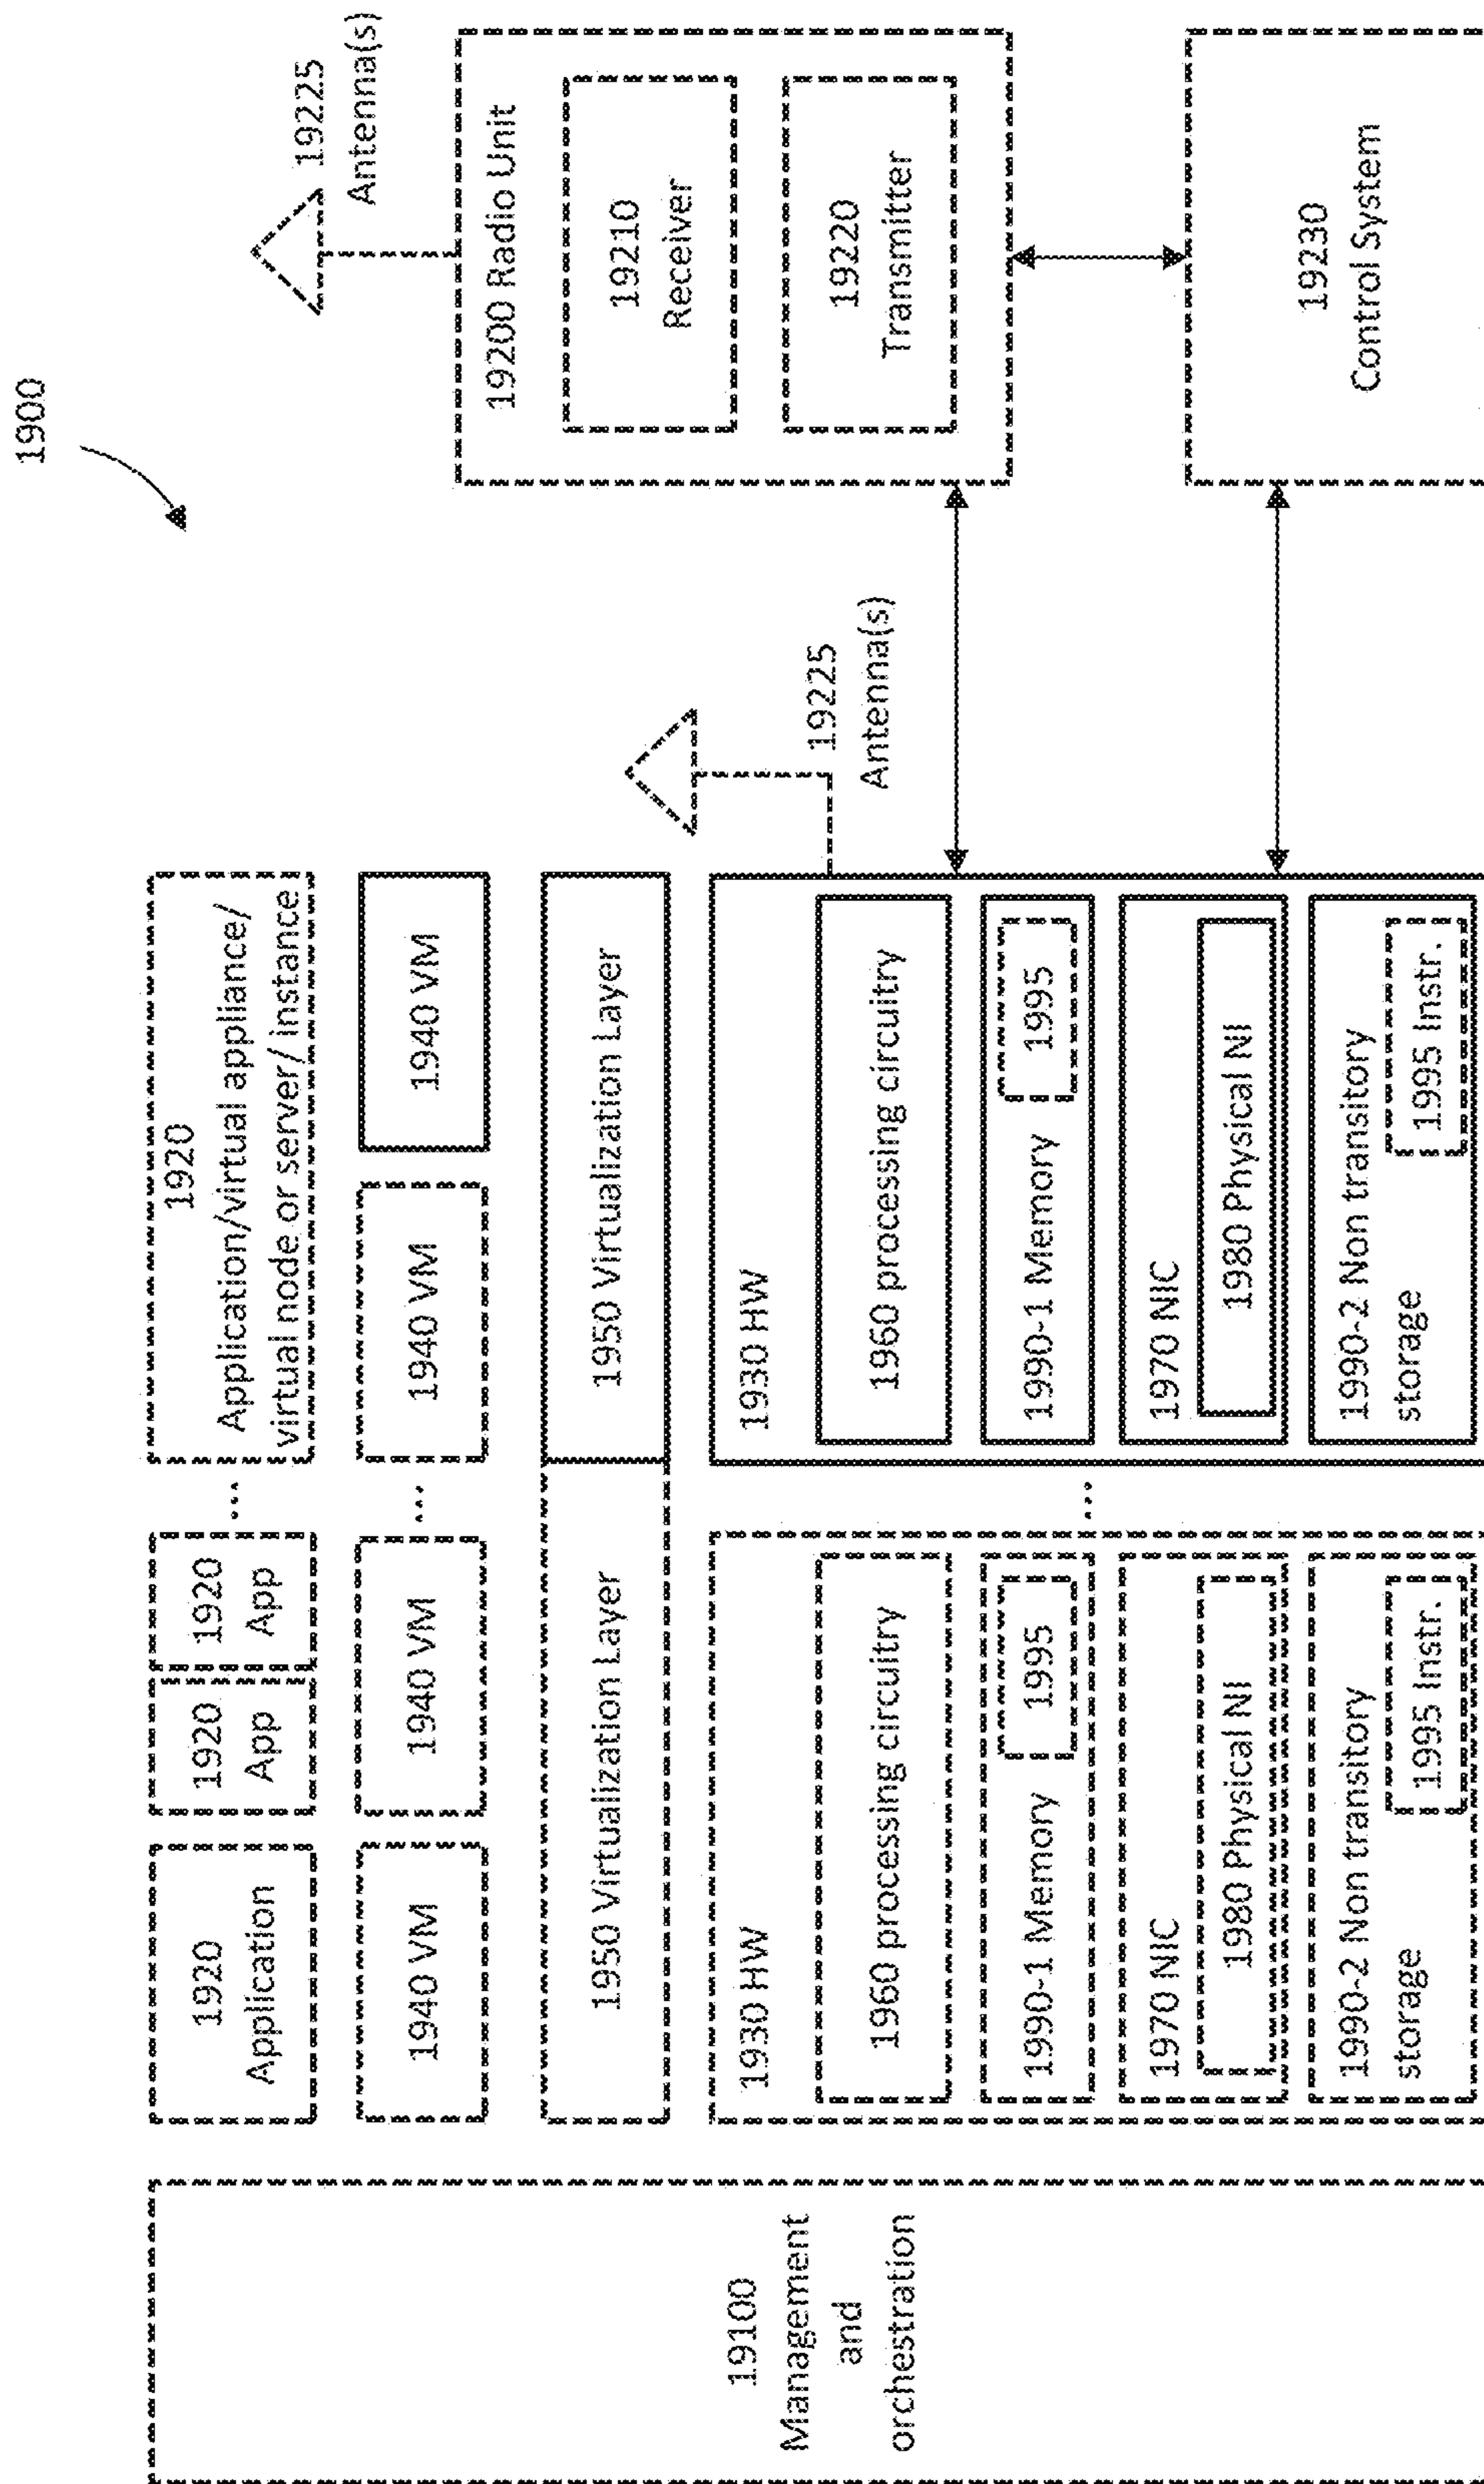 1900
19100
Management
and
orchestration
1920
Application
1920
App
1920
App
...
1920
Application/virtual appliance/
virtual node or server/ instance
1940 VM
1940 VM
...
1940 VM
1940 VM
1950 Virtualization Layer
1950 Virtualization Layer
1930 HW
1960 processing circuitry
1990-1 Memory
1995
1970 NIC
1980 Physical NI
1990-2 Non transitory
storage
1995 Instr.
...
1930 HW
1960 processing circuitry
1990-1 Memory
1995
1970 NIC
1980 Physical NI
1990-2 Non transitory
storage
1995 Instr.
19225
Antenna(s)
19225
Antenna(s)
19200 Radio Unit
19210
Receiver
19220
Transmitter
19230
Control System